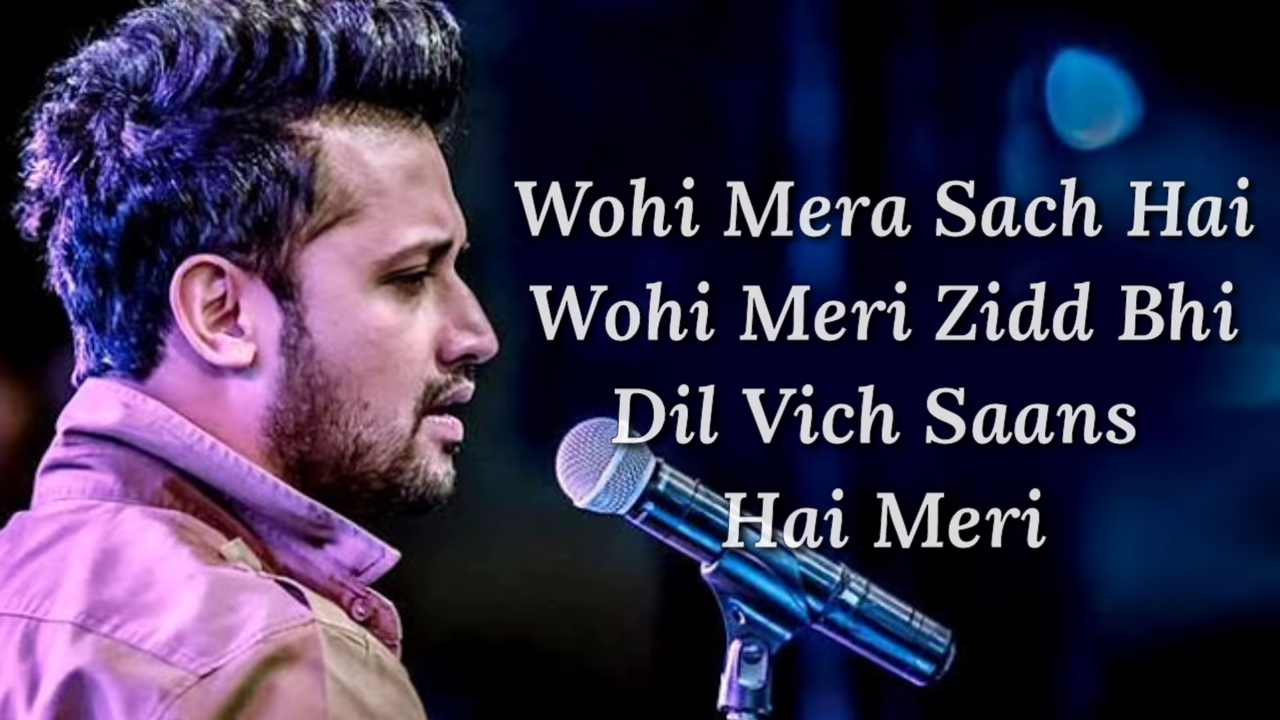 Wohi Mera Sach Hai
Wohi Meri Zidd Bhi
Dil Vich Saans
Hai Meri